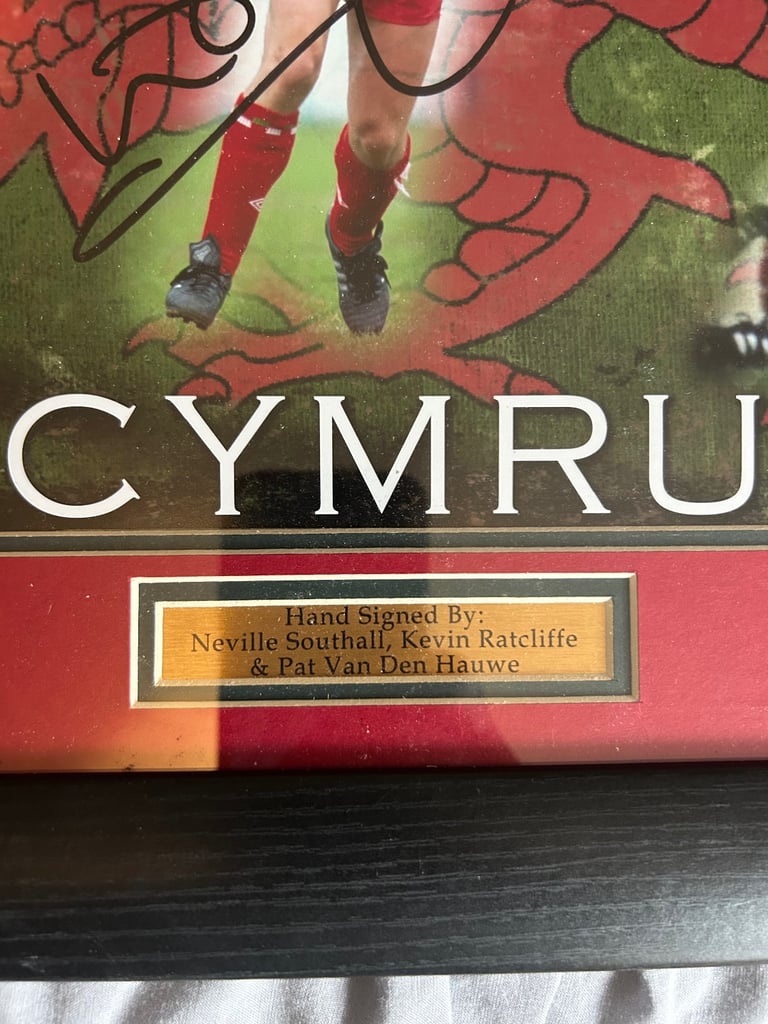 CYMRU
Hand Signed By:
Neville Southall, Kevin Ratcliffe
& Pat Van Den Hauwe